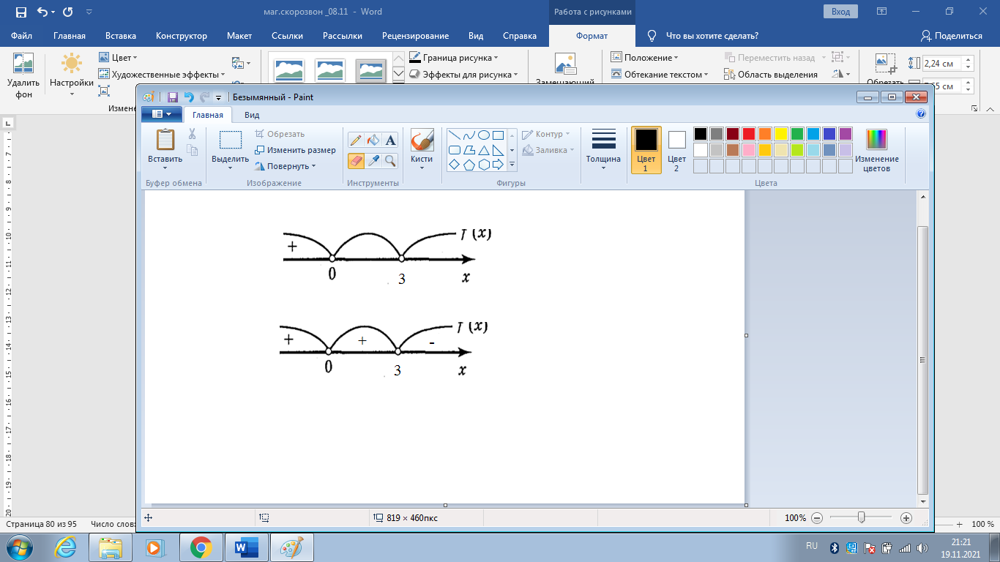 маг.скорозвон _08.11 - Word
Работа с рисунками
Вход
Файл Главная Вставка Конструктор Макет Ссылки Рассылки Рецензирование Вид Справка Формат Что вы хотите сделать? Поделиться
Удалить фон
Настройки
Цвет
Художественные эффекты
Граница рисунка
Эффекты для рисунка
Положение
Обтекание текстом
Переместить назад
Область выделения
2,24 см
Безымянный - Paint
Главная Вид
Вставить
Выделить
Обрезать
Изменить размер
Повернуть
Кисти
Контур
Заливка
Толщина
Цвет 1
Цвет 2
Изменение цветов
Буфер обмена Изображение Инструменты Фигуры Цвета
+ (x)
0 3 x
+ + - (x)
0 3 x
819 × 460пкс
100%
Страница 80 из 95
100 %
RU
21:21
19.11.2021